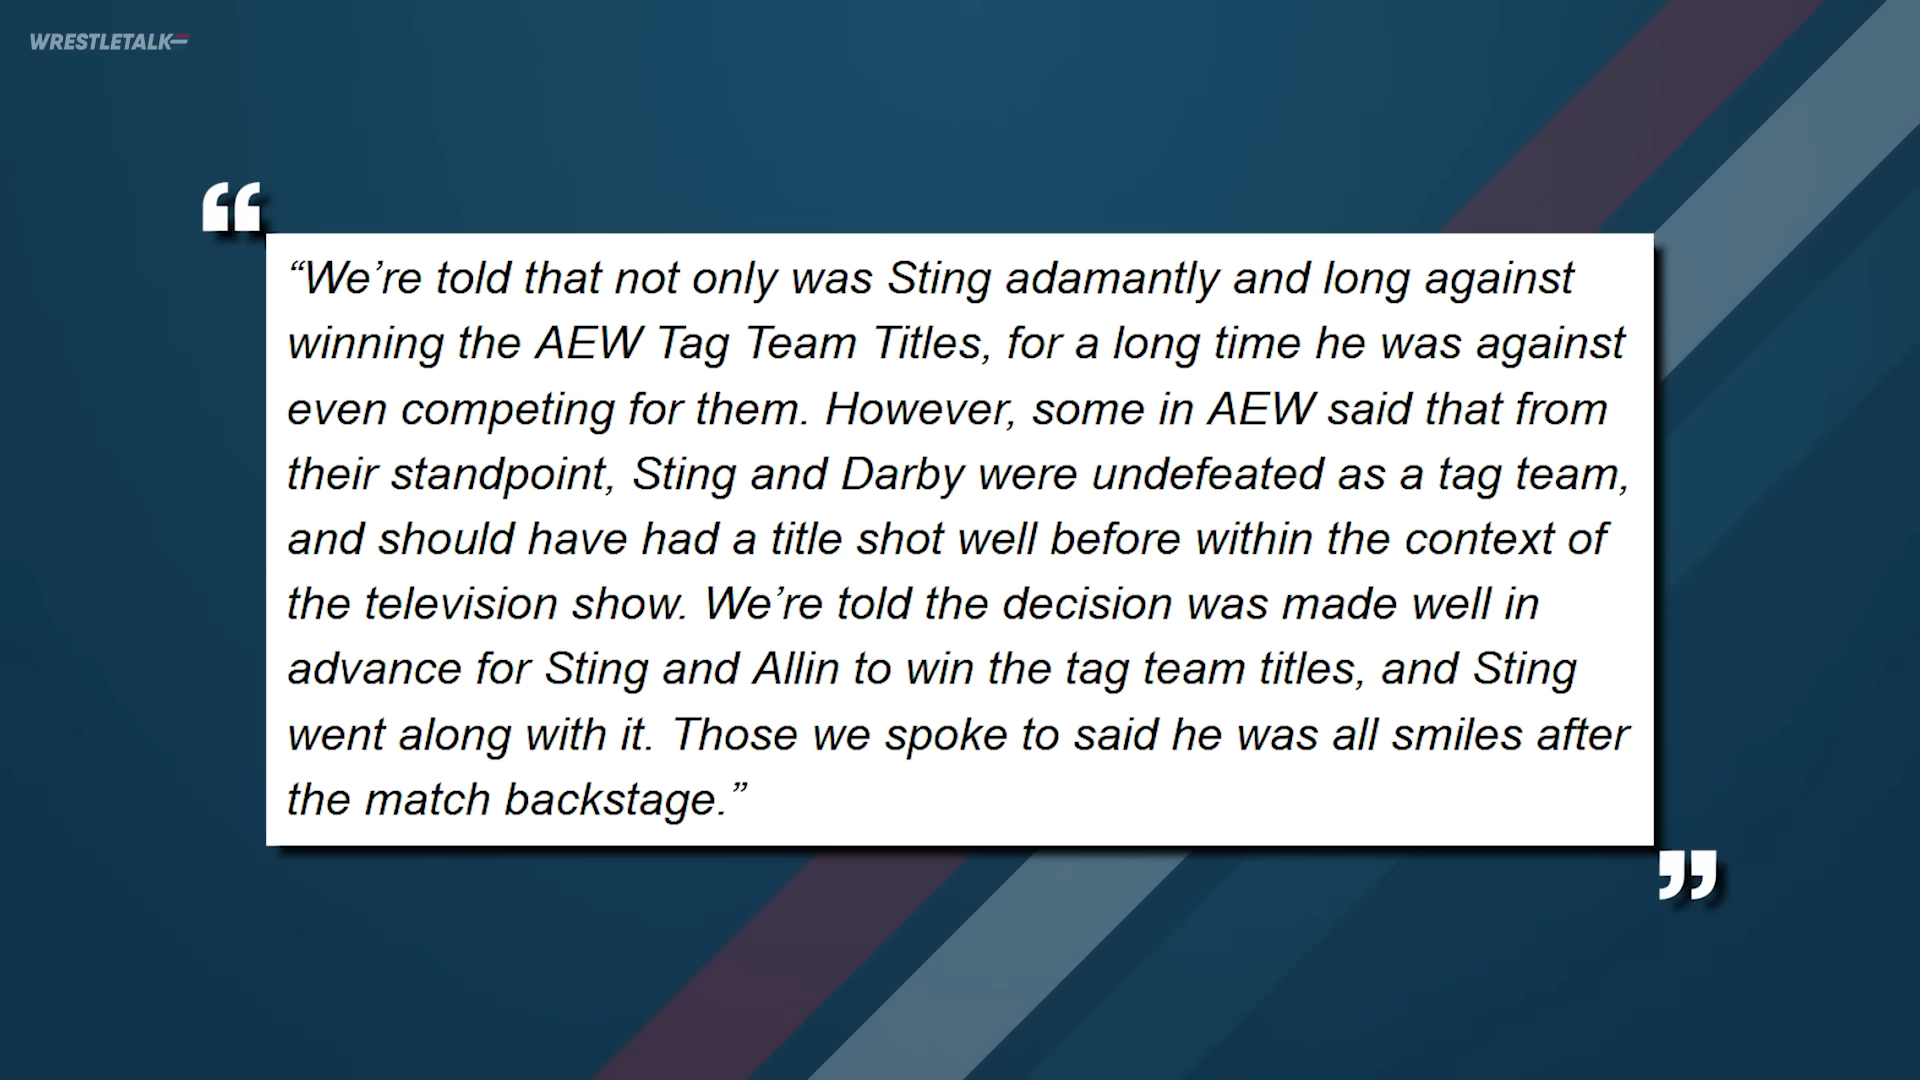 WRESTLETALK
“
“We’re told that not only was Sting adamantly and long against
winning the AEW Tag Team Titles, for a long time he was against
even competing for them. However, some in AEW said that from
their standpoint, Sting and Darby were undefeated as a tag team,
and should have had a title shot well before within the context of
the television show. We’re told the decision was made well in
advance for Sting and Allin to win the tag team titles, and Sting
went along with it. Those we spoke to said he was all smiles after
the match backstage.”
”